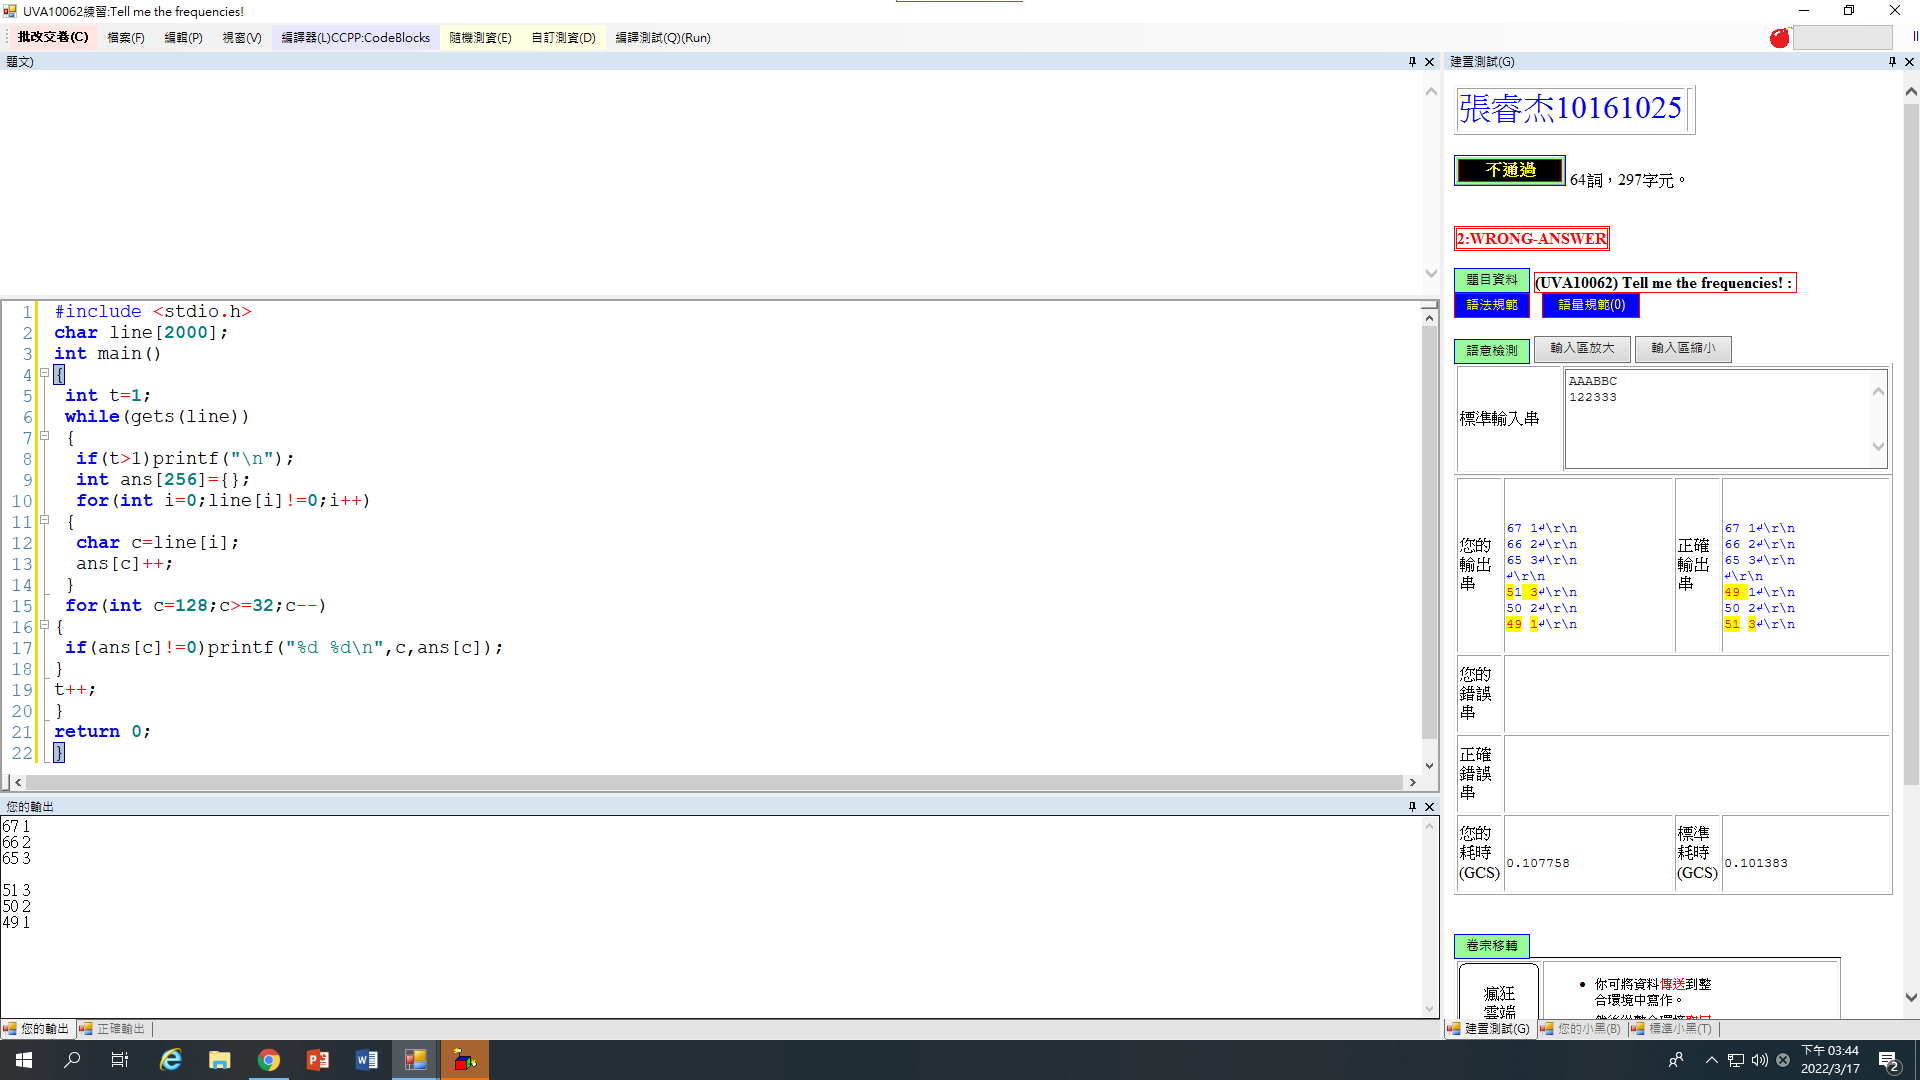 UVA10062練習:Tell me the frequencies!
批改交卷(C) 檔案(F) 編輯(P) 視窗(V) 編譯器(L)CCPP:CodeBlocks 隨機測資(E) 自訂測資(D) 編譯測試(Q)(Run)
題文)
1 #include <stdio.h>
2 char line[2000];
3 int main()
4 {
5 int t=1;
6 while(gets(line))
7 {
8 if(t>1)printf("\n");
9 int ans[256]={};
10 for(int i=0;line[i]!=0;i++)
11 {
12 char c=line[i];
13 ans[c]++;
14 }
15 for(int c=128;c>=32;c--)
16 {
17 if(ans[c]!=0)printf("%d %d\n",c,ans[c]);
18 }
19 t++;
20 }
21 return 0;
22 }
您的輸出
67 1
66 2
65 3

51 3
50 2
49 1
您的輸出 正確輸出
建置測試(G)
張睿杰10161025
不通過 64詞，297字元。
2:WRONG-ANSWER
題目資料 (UVA10062) Tell me the frequencies! :
語法規範 語量規範(0)
語意檢測 輸入區放大 輸入區縮小
標準輸入串
AAABBC
122333
您的輸出串
67 1↲\r\n
66 2↲\r\n
65 3↲\r\n
↲\r\n
51 3↲\r\n
50 2↲\r\n
49 1↲\r\n
正確輸出串
67 1↲\r\n
66 2↲\r\n
65 3↲\r\n
↲\r\n
49 1↲\r\n
50 2↲\r\n
51 3↲\r\n
您的錯誤串
正確錯誤串
您的耗時(GCS) 0.107758
標準耗時(GCS) 0.101383
卷宗移轉
瘋狂
雲端
• 你可將資料傳送到整
合環境中寫作。
建置測試(G) 您的小黑(B) 標準小黑(T)
下午 03:44
2022/3/17
2